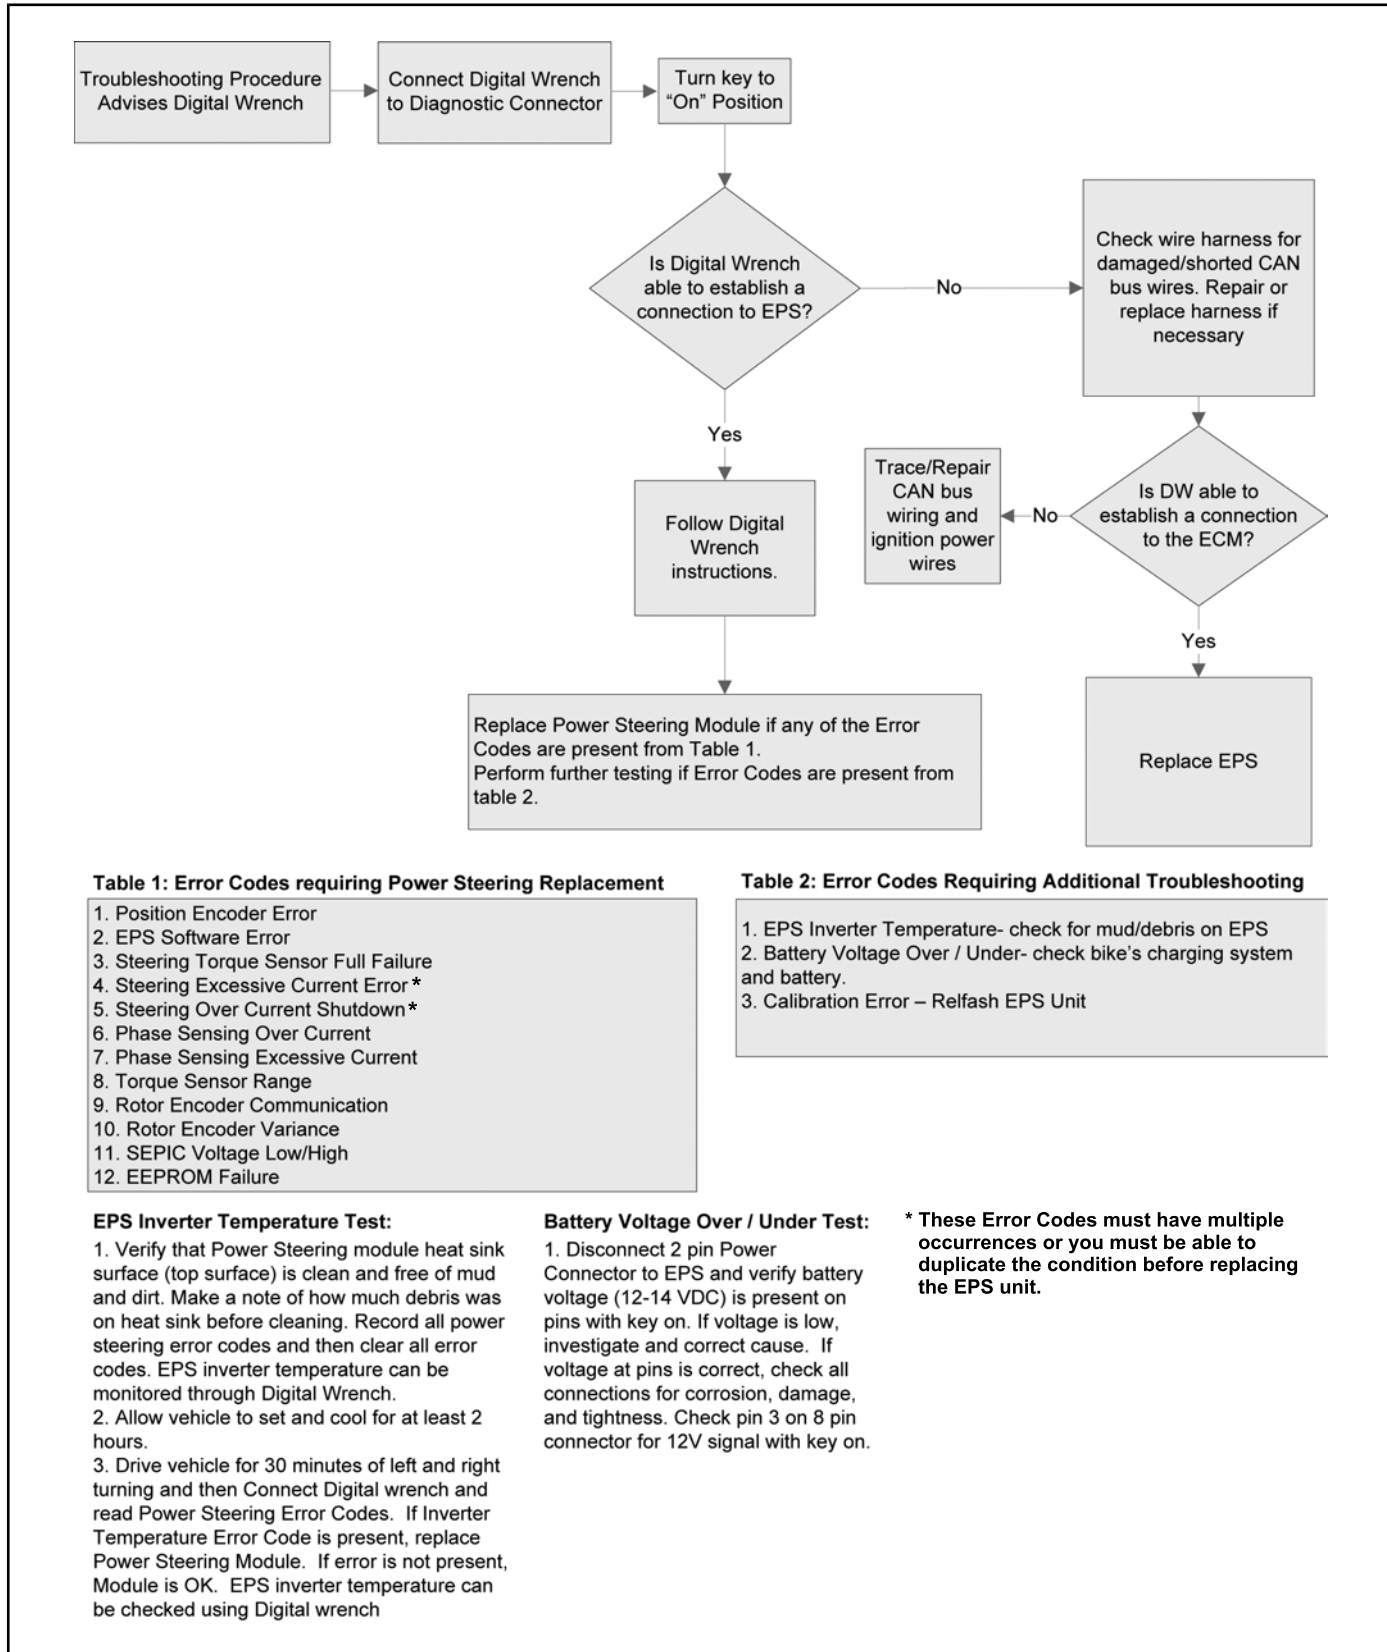 Troubleshooting Procedure
Advises Digital Wrench
Connect Digital Wrench
to Diagnostic Connector
Turn key to
“On” Position
Is Digital Wrench
able to establish a
connection to EPS?
No
Check wire harness for
damaged/shorted CAN
bus wires. Repair or
replace harness if
necessary
Yes
Trace/Repair
CAN bus
wiring and
ignition power
wires
No
Is DW able to
establish a connection
to the ECM?
Follow Digital
Wrench
instructions.
Yes
Replace Power Steering Module if any of the Error
Codes are present from Table 1.
Perform further testing if Error Codes are present from
table 2.
Replace EPS
Table 1: Error Codes requiring Power Steering Replacement
1. Position Encoder Error
2. EPS Software Error
3. Steering Torque Sensor Full Failure
4. Steering Excessive Current Error*
5. Steering Over Current Shutdown*
6. Phase Sensing Over Current
7. Phase Sensing Excessive Current
8. Torque Sensor Range
9. Rotor Encoder Communication
10. Rotor Encoder Variance
11. SEPIC Voltage Low/High
12. EEPROM Failure
Table 2: Error Codes Requiring Additional Troubleshooting
1. EPS Inverter Temperature- check for mud/debris on EPS
2. Battery Voltage Over / Under- check bike’s charging system
and battery.
3. Calibration Error – Relfash EPS Unit
EPS Inverter Temperature Test:
1. Verify that Power Steering module heat sink
surface (top surface) is clean and free of mud
and dirt. Make a note of how much debris was
on heat sink before cleaning. Record all power
steering error codes and then clear all error
codes. EPS inverter temperature can be
monitored through Digital Wrench.
2. Allow vehicle to set and cool for at least 2
hours.
3. Drive vehicle for 30 minutes of left and right
turning and then Connect Digital wrench and
read Power Steering Error Codes. If Inverter
Temperature Error Code is present, replace
Power Steering Module. If error is not present,
Module is OK. EPS inverter temperature can
be checked using Digital wrench
Battery Voltage Over / Under Test:
1. Disconnect 2 pin Power
Connector to EPS and verify battery
voltage (12-14 VDC) is present on
pins with key on. If voltage is low,
investigate and correct cause. If
voltage at pins is correct, check all
connections for corrosion, damage,
and tightness. Check pin 3 on 8 pin
connector for 12V signal with key on.
* These Error Codes must have multiple
occurrences or you must be able to
duplicate the condition before replacing
the EPS unit.